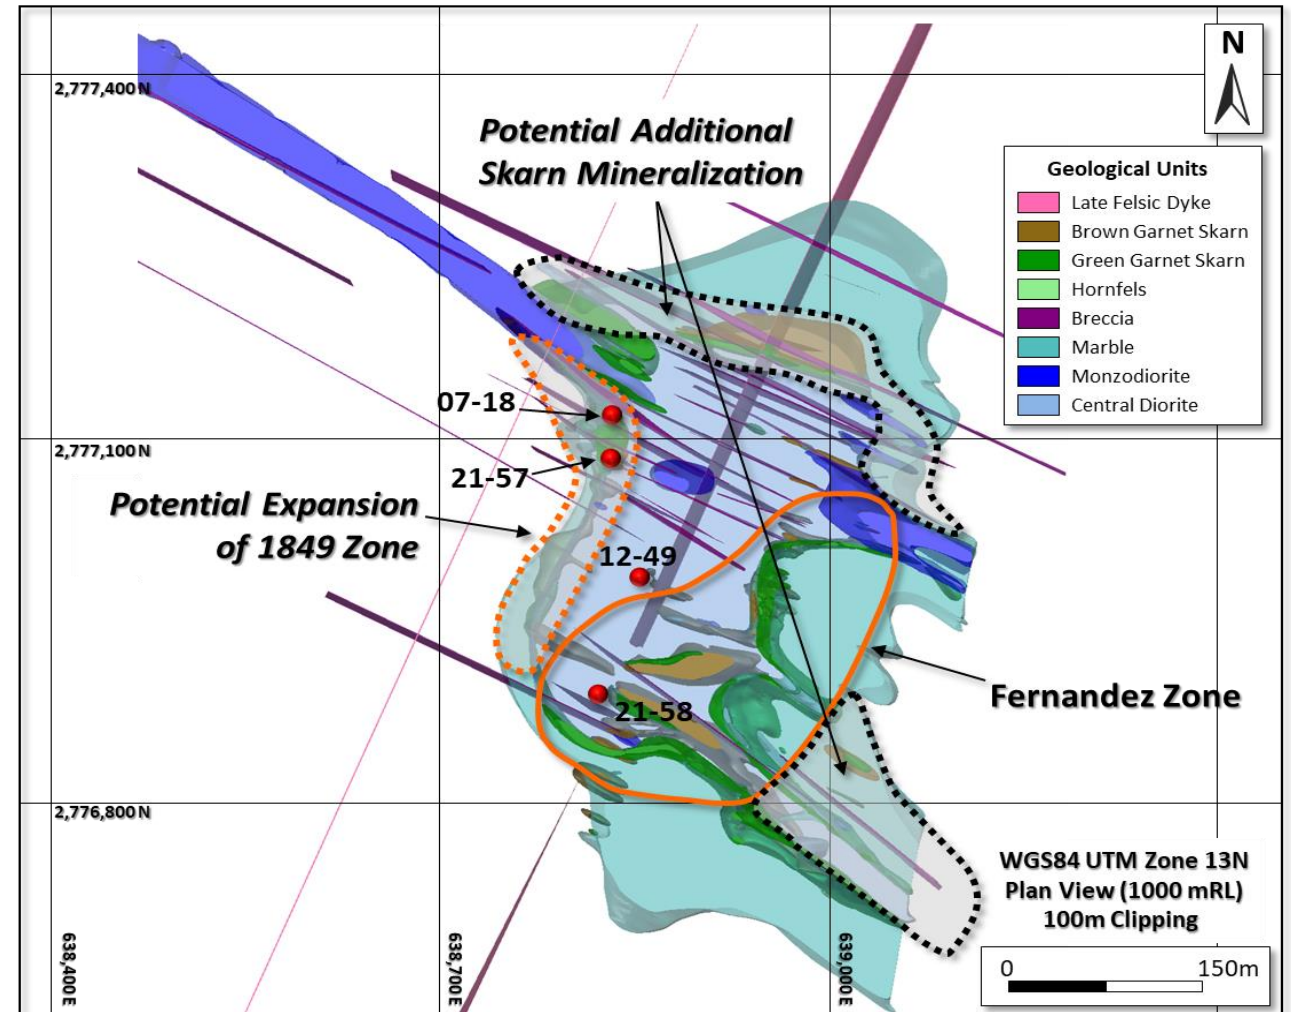 N
2,777,400N
Potential Additional
Skarn Mineralization
Geological Units
Late Felsic Dyke
Brown Garnet Skarn
Green Garnet Skarn
Hornfels
Breccia
Marble
Monzodiorite
Central Diorite
07-18
2,777,100N
21-57
Potential Expansion
of 1849 Zone
12-49
Fernandez Zone
21-58
2,776,800N
WGS84 UTM Zone 13N
Plan View (1000 mRL)
100m Clipping
638,400E
638,700E
639,000E
0 150m